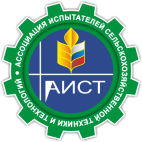 АССОЦИАЦИЯ ИСПЫТАТЕЛЕЙ СЕЛЬСКОХОЗЯЙСТВЕННОЙ ТЕХНИКИ И ТЕХНОЛОГИЙ
АИСТ